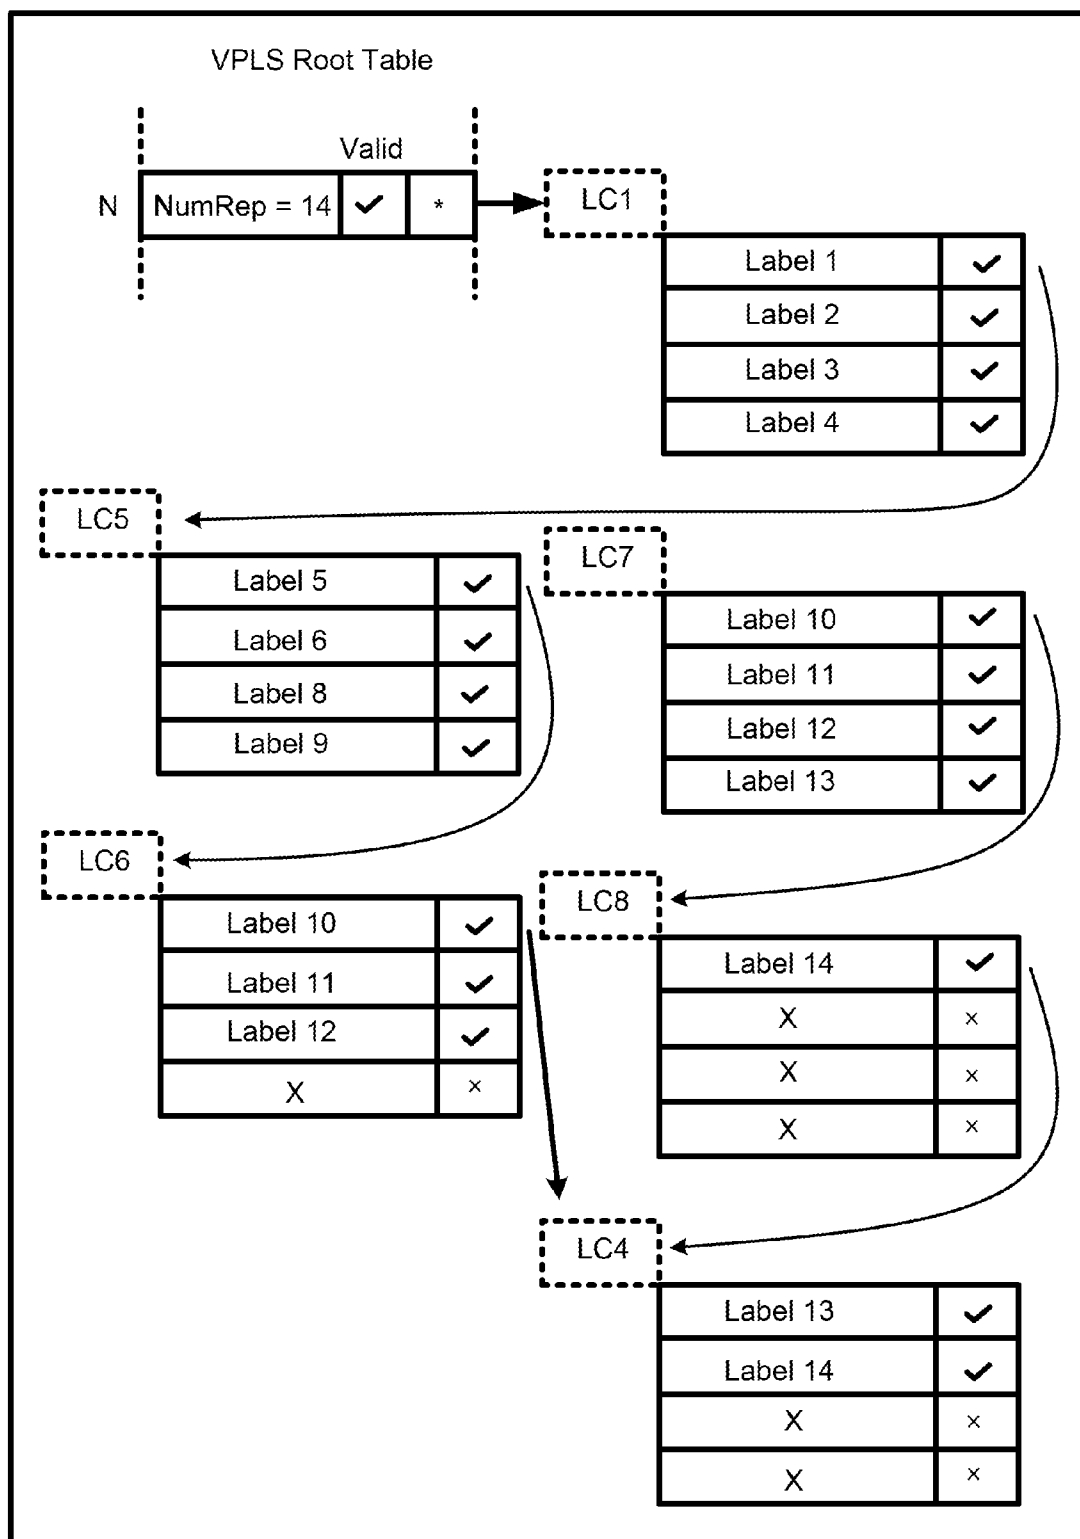 VPLS Root Table
Valid
N NumRep = 14 ✓ *
LC1
Label 1 ✓
Label 2 ✓
Label 3 ✓
Label 4 ✓
LC5
Label 5 ✓
Label 6 ✓
Label 8 ✓
Label 9 ✓
LC7
Label 10 ✓
Label 11 ✓
Label 12 ✓
Label 13 ✓
LC6
Label 10 ✓
Label 11 ✓
Label 12 ✓
X ×
LC8
Label 14 ✓
X ×
X ×
X ×
LC4
Label 13 ✓
Label 14 ✓
X ×
X ×